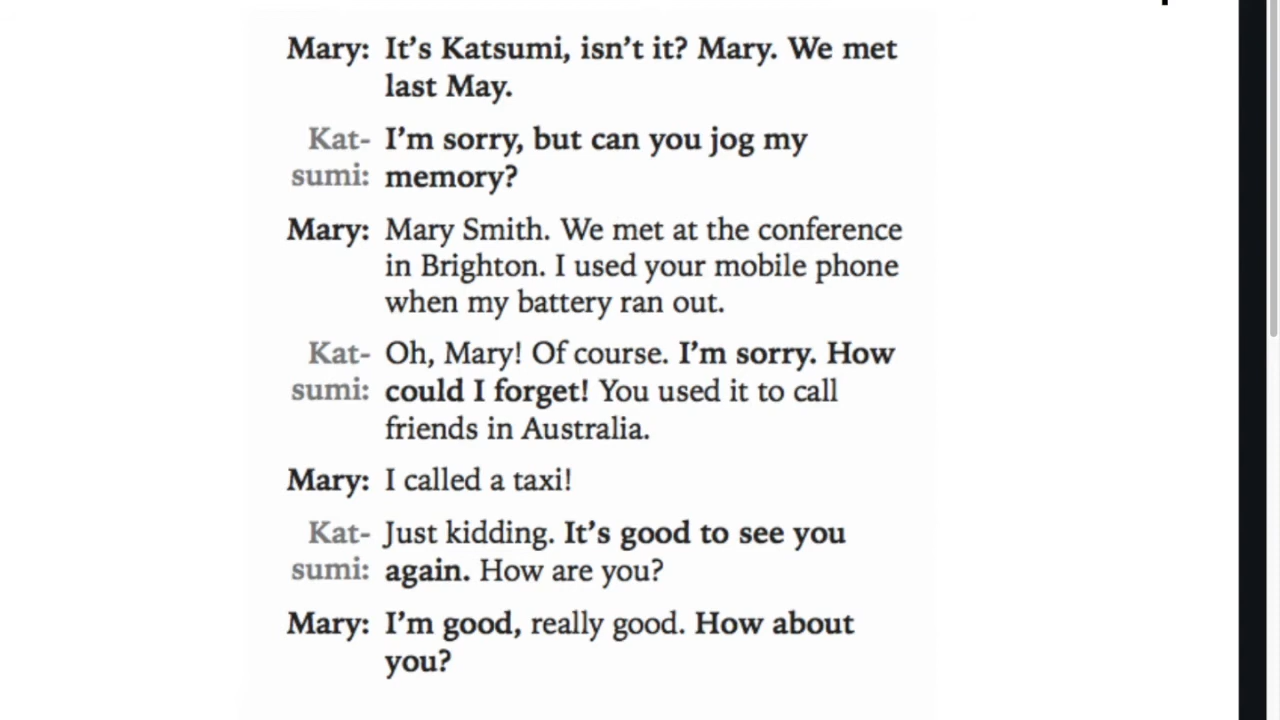 Mary: It's Katsumi, isn't it? Mary. We met
last May.
Kat- I'm sorry, but can you jog my
sumi: memory?
Mary: Mary Smith. We met at the conference
in Brighton. I used your mobile phone
when my battery ran out.
Kat- Oh, Mary! Of course. I'm sorry. How
sumi: could I forget! You used it to call
friends in Australia.
Mary: I called a taxi!
Kat- Just kidding. It's good to see you
sumi: again. How are you?
Mary: I'm good, really good. How about
you?